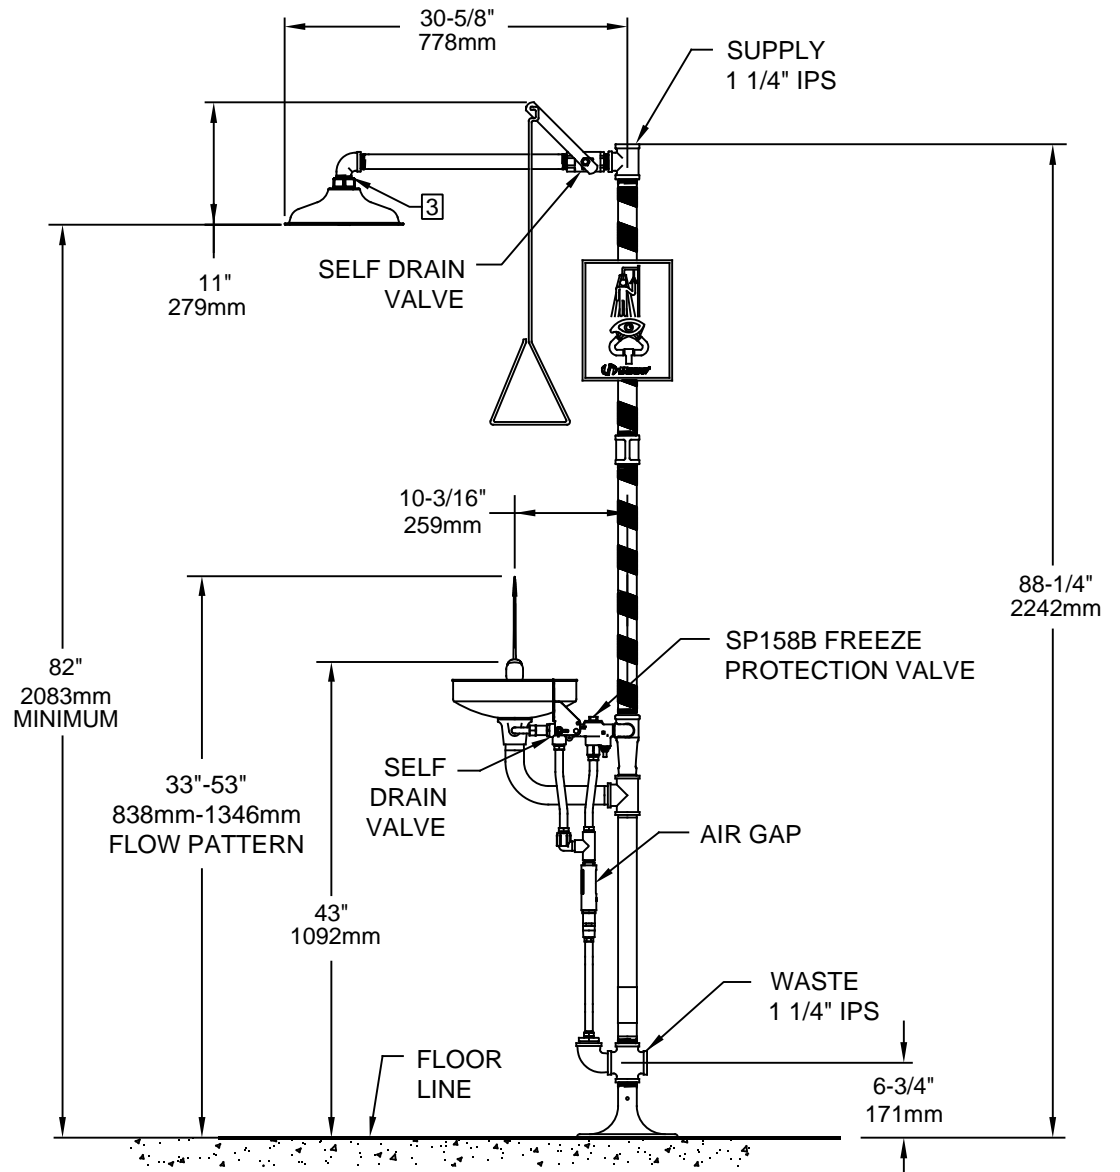 30-5/8"
778mm
SUPPLY
1 1/4" IPS
3
SELF DRAIN
VALVE
11"
279mm
10-3/16"
259mm
88-1/4"
2242mm
SP158B FREEZE
PROTECTION VALVE
82"
2083mm
MINIMUM
SELF
DRAIN
VALVE
33"-53"
838mm-1346mm
FLOW PATTERN
AIR GAP
43"
1092mm
WASTE
1 1/4" IPS
FLOOR
LINE
6-3/4"
171mm